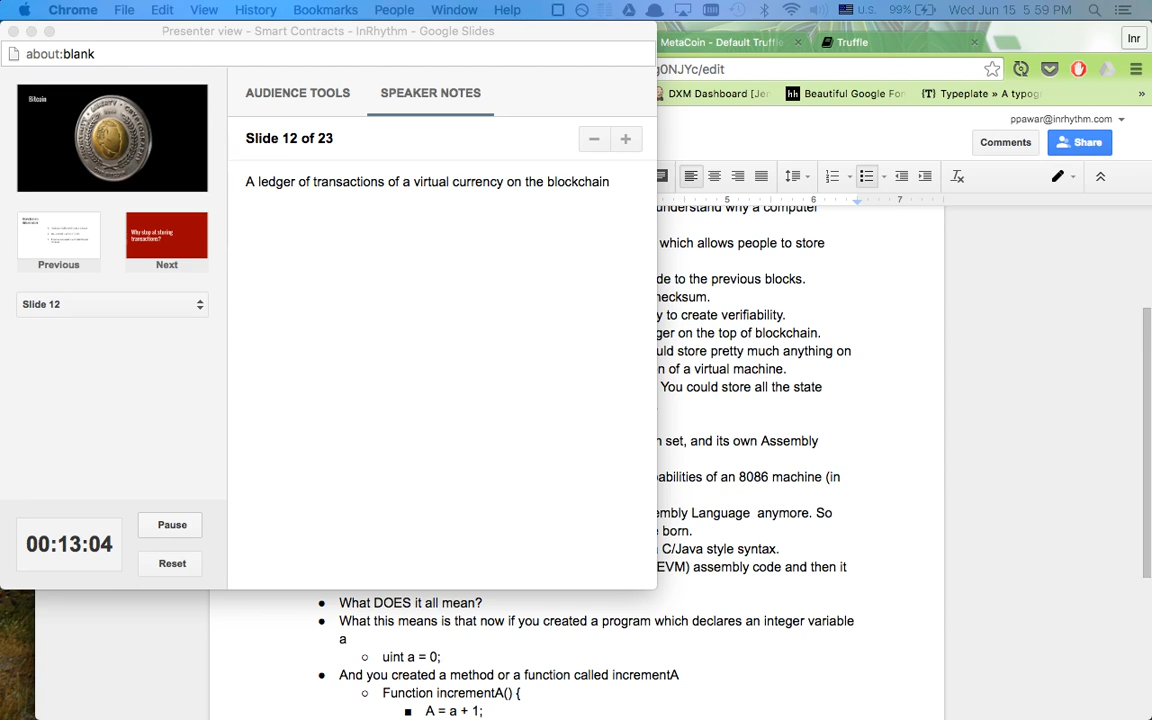 Chrome File Edit View History Bookmarks People Window Help U.S. 99% Wed Jun 15 5:59 PM
Presenter view - Smart Contracts - InRhythm - Google Slides
about:blank
MetaCoin - Default Truffle × Truffle × Inr
g0NJYc/edit
DXM Dashboard [Jer hh Beautiful Google For {T} Typeplate » A typog »
ppawar@inrhythm.com
Comments Share
AUDIENCE TOOLS SPEAKER NOTES
Bitcoin
Slide 12 of 23
A ledger of transactions of a virtual currency on the blockchain
Why stop at storing
transactions?
Previous Next
Slide 12
00:13:04
Pause
Reset
5 6 7
understand why a computer
which allows people to store
de to the previous blocks.
hecksum.
y to create verifiability.
ger on the top of blockchain.
uld store pretty much anything on
n of a virtual machine.
You could store all the state
n set, and its own Assembly
pabilities of an 8086 machine (in
embly Language anymore. So
e born.
C/Java style syntax.
EVM) assembly code and then it
● What DOES it all mean?
● What this means is that now if you created a program which declares an integer variable
a
○ uint a = 0;
● And you created a method or a function called incrementA
○ Function incrementA() {
■ A = a + 1;